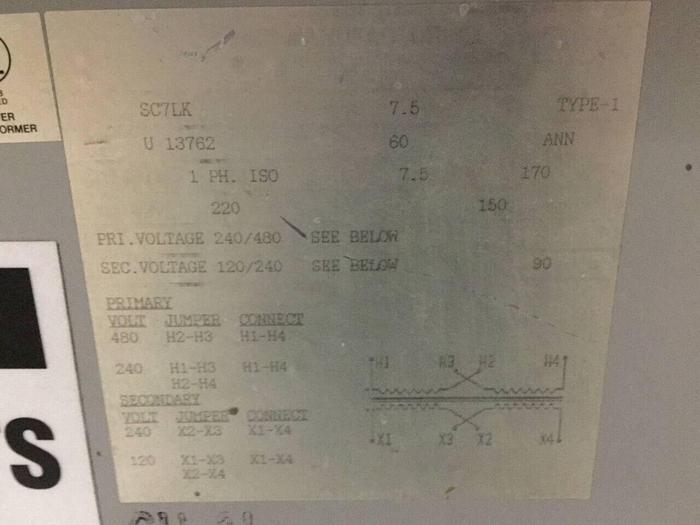 ER
ORMER
SC7LK 7.5 TYPE-1
U 13762 60 ANN
1 PH. ISO 7.5 170
220 150
PRI.VOLTAGE 240/480 SEE BELOW
SEC.VOLTAGE 120/240 SEE BELOW 90
PRIMARY
VOLT JUMPER CONNECT
480 H2-H3 H1-H4
240 H1-H3 H1-H4
H2-H4
SECONDARY
VOLT JUMPER CONNECT
240 X2-X3 X1-X4
120 X1-X3 X1-X4
X2-X4
H1 H3 H2 H4
X1 X3 X2 X4
S